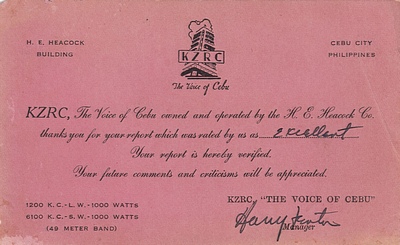 H. E. HEACOCK
BUILDING
CEBU CITY
PHILIPPINES
KZRC
The Voice of Cebu
KZRC, The Voice of Cebu owned and operated by the H. E. Heacock Co.
thanks you for your report which was rated by us as Excellent
Your report is hereby verified.
Your future comments and criticisms will be appreciated.
1200 K.C.-L.W.-1000 WATTS
6100 K.C.-S.W.-1000 WATTS
(49 METER BAND)
KZRC, "THE VOICE OF CEBU"
Harry Fenton
Manager